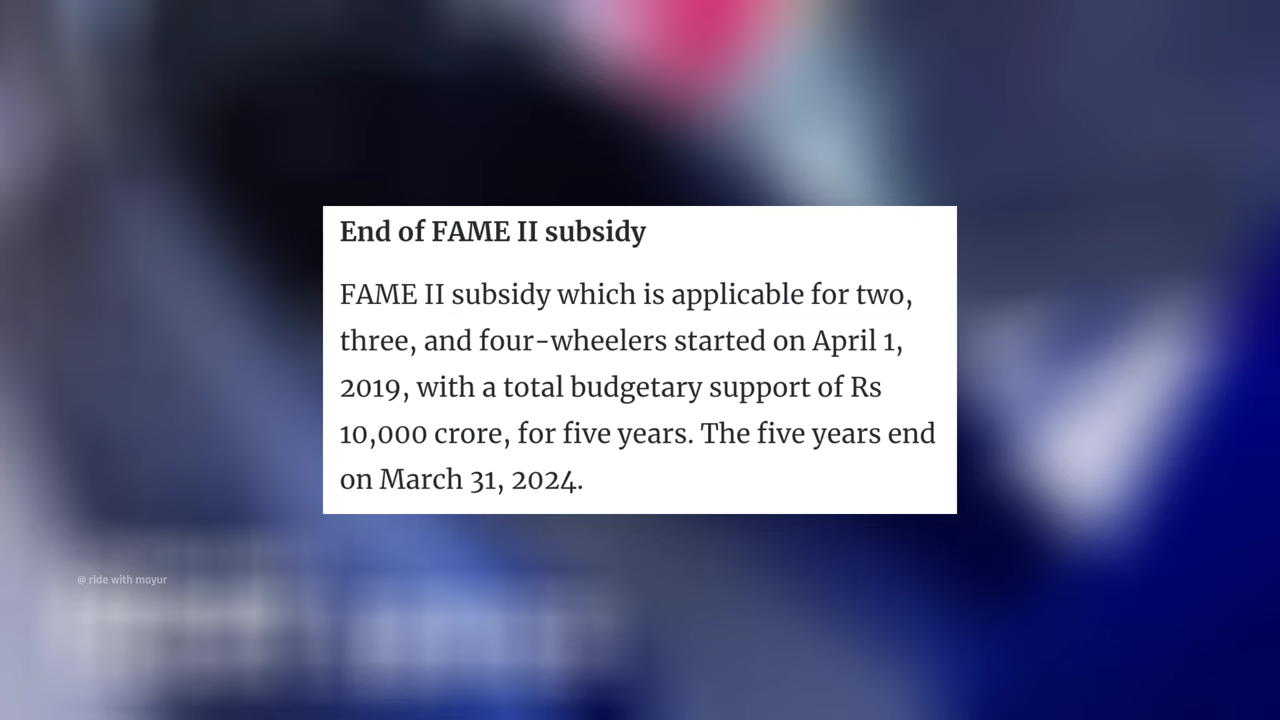 End of FAME II subsidy
FAME II subsidy which is applicable for two,
three, and four-wheelers started on April 1,
2019, with a total budgetary support of Rs
10,000 crore, for five years. The five years end
on March 31, 2024.
@ ride with mayur